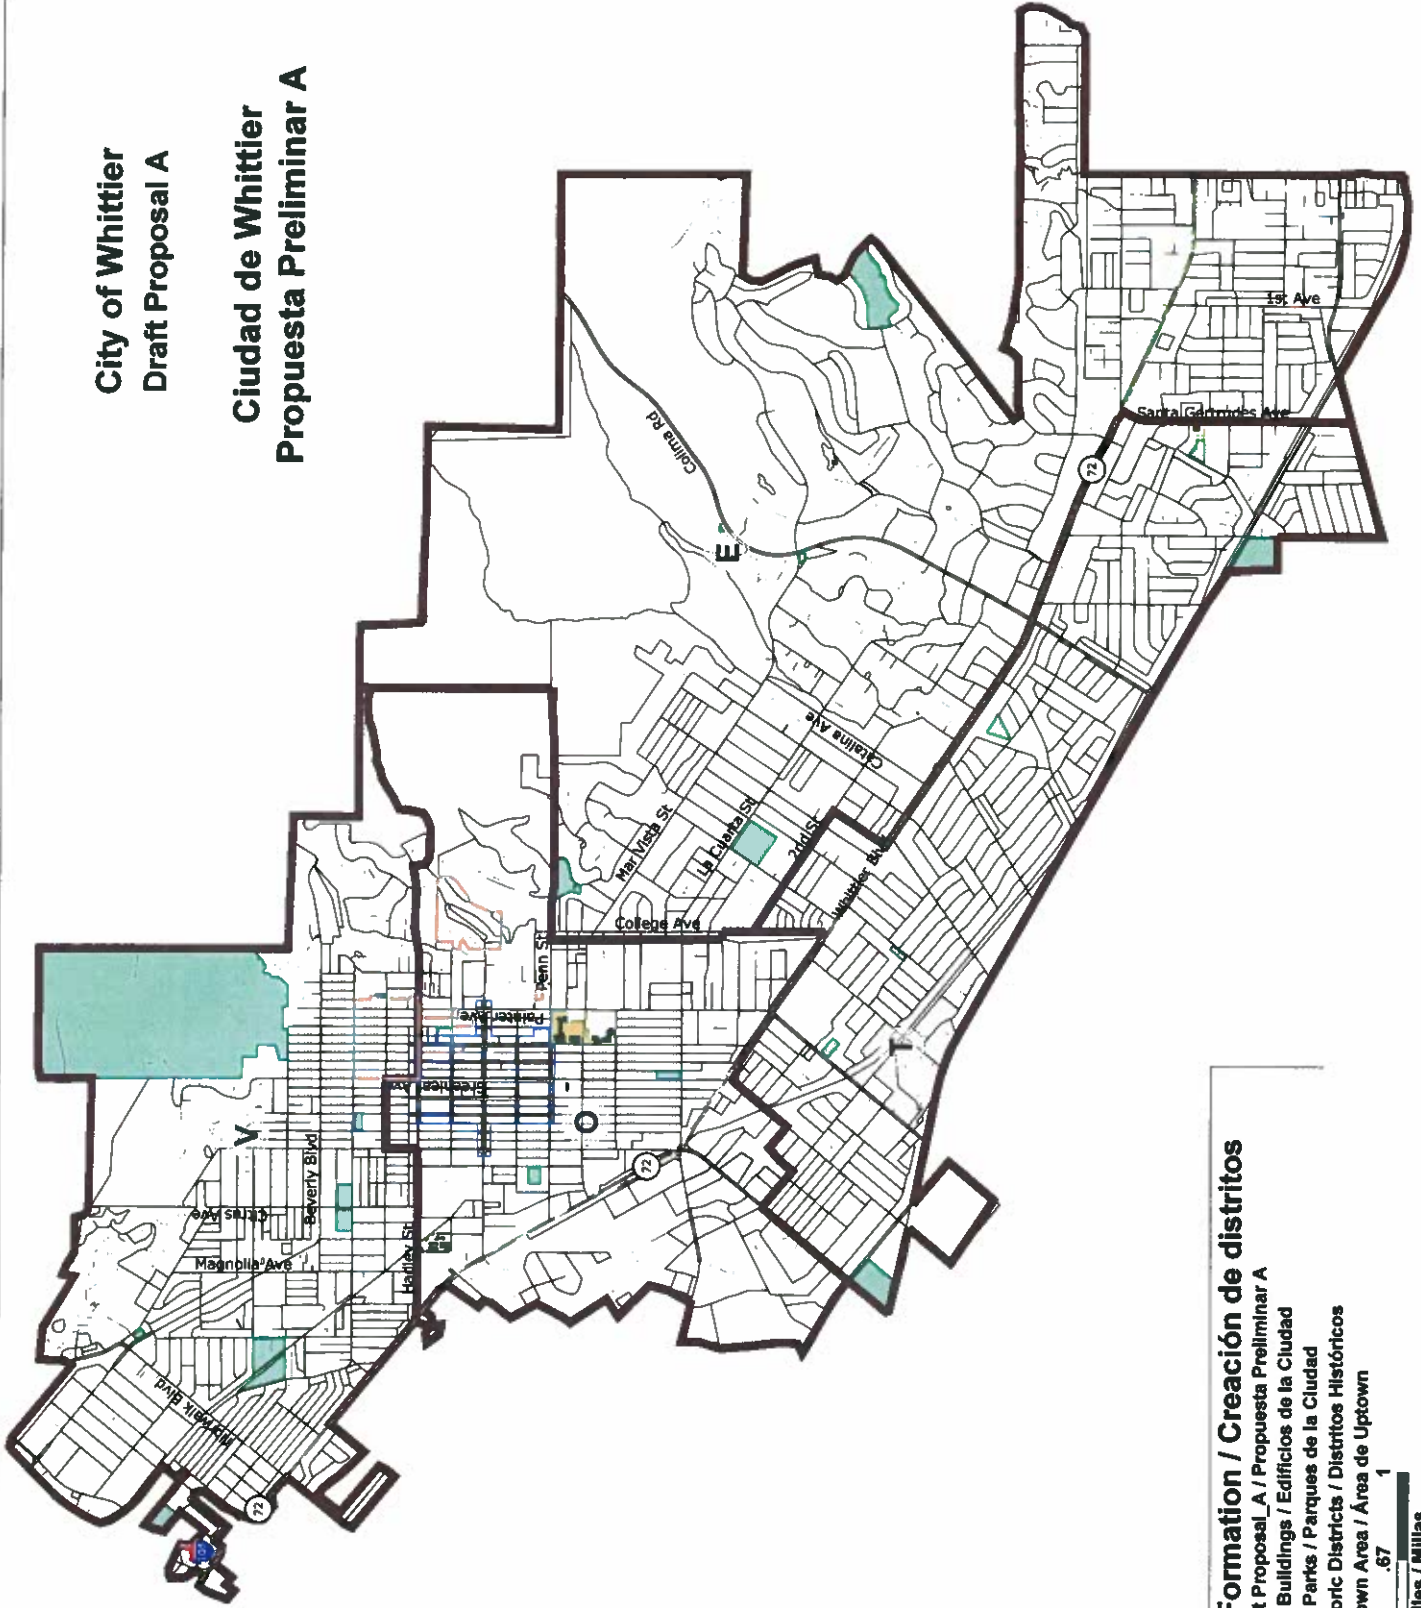 City of Whittier
Draft Proposal A
Ciudad de Whittier
Propuesta Preliminar A
Colima Rd
1st Ave
Santa Gertrudes Ave
72
E
Catalina Ave
Mar Vista St
La Cuarta St
2nd St
Whittier Blvd
College Ave
Penn St
Painter Ave
Greenleaf Ave
T
O
72
V
Beverly Blvd
Citrus Ave
Magnolia Ave
Hadley St
Norwalk Blvd
72
Formation / Creación de distritos
t Proposal_A / Propuesta Preliminar A
Buildings / Edificios de la Ciudad
Parks / Parques de la Ciudad
oric Districts / Distritos Históricos
own Area / Área de Uptown
.67 1
iles / Millas